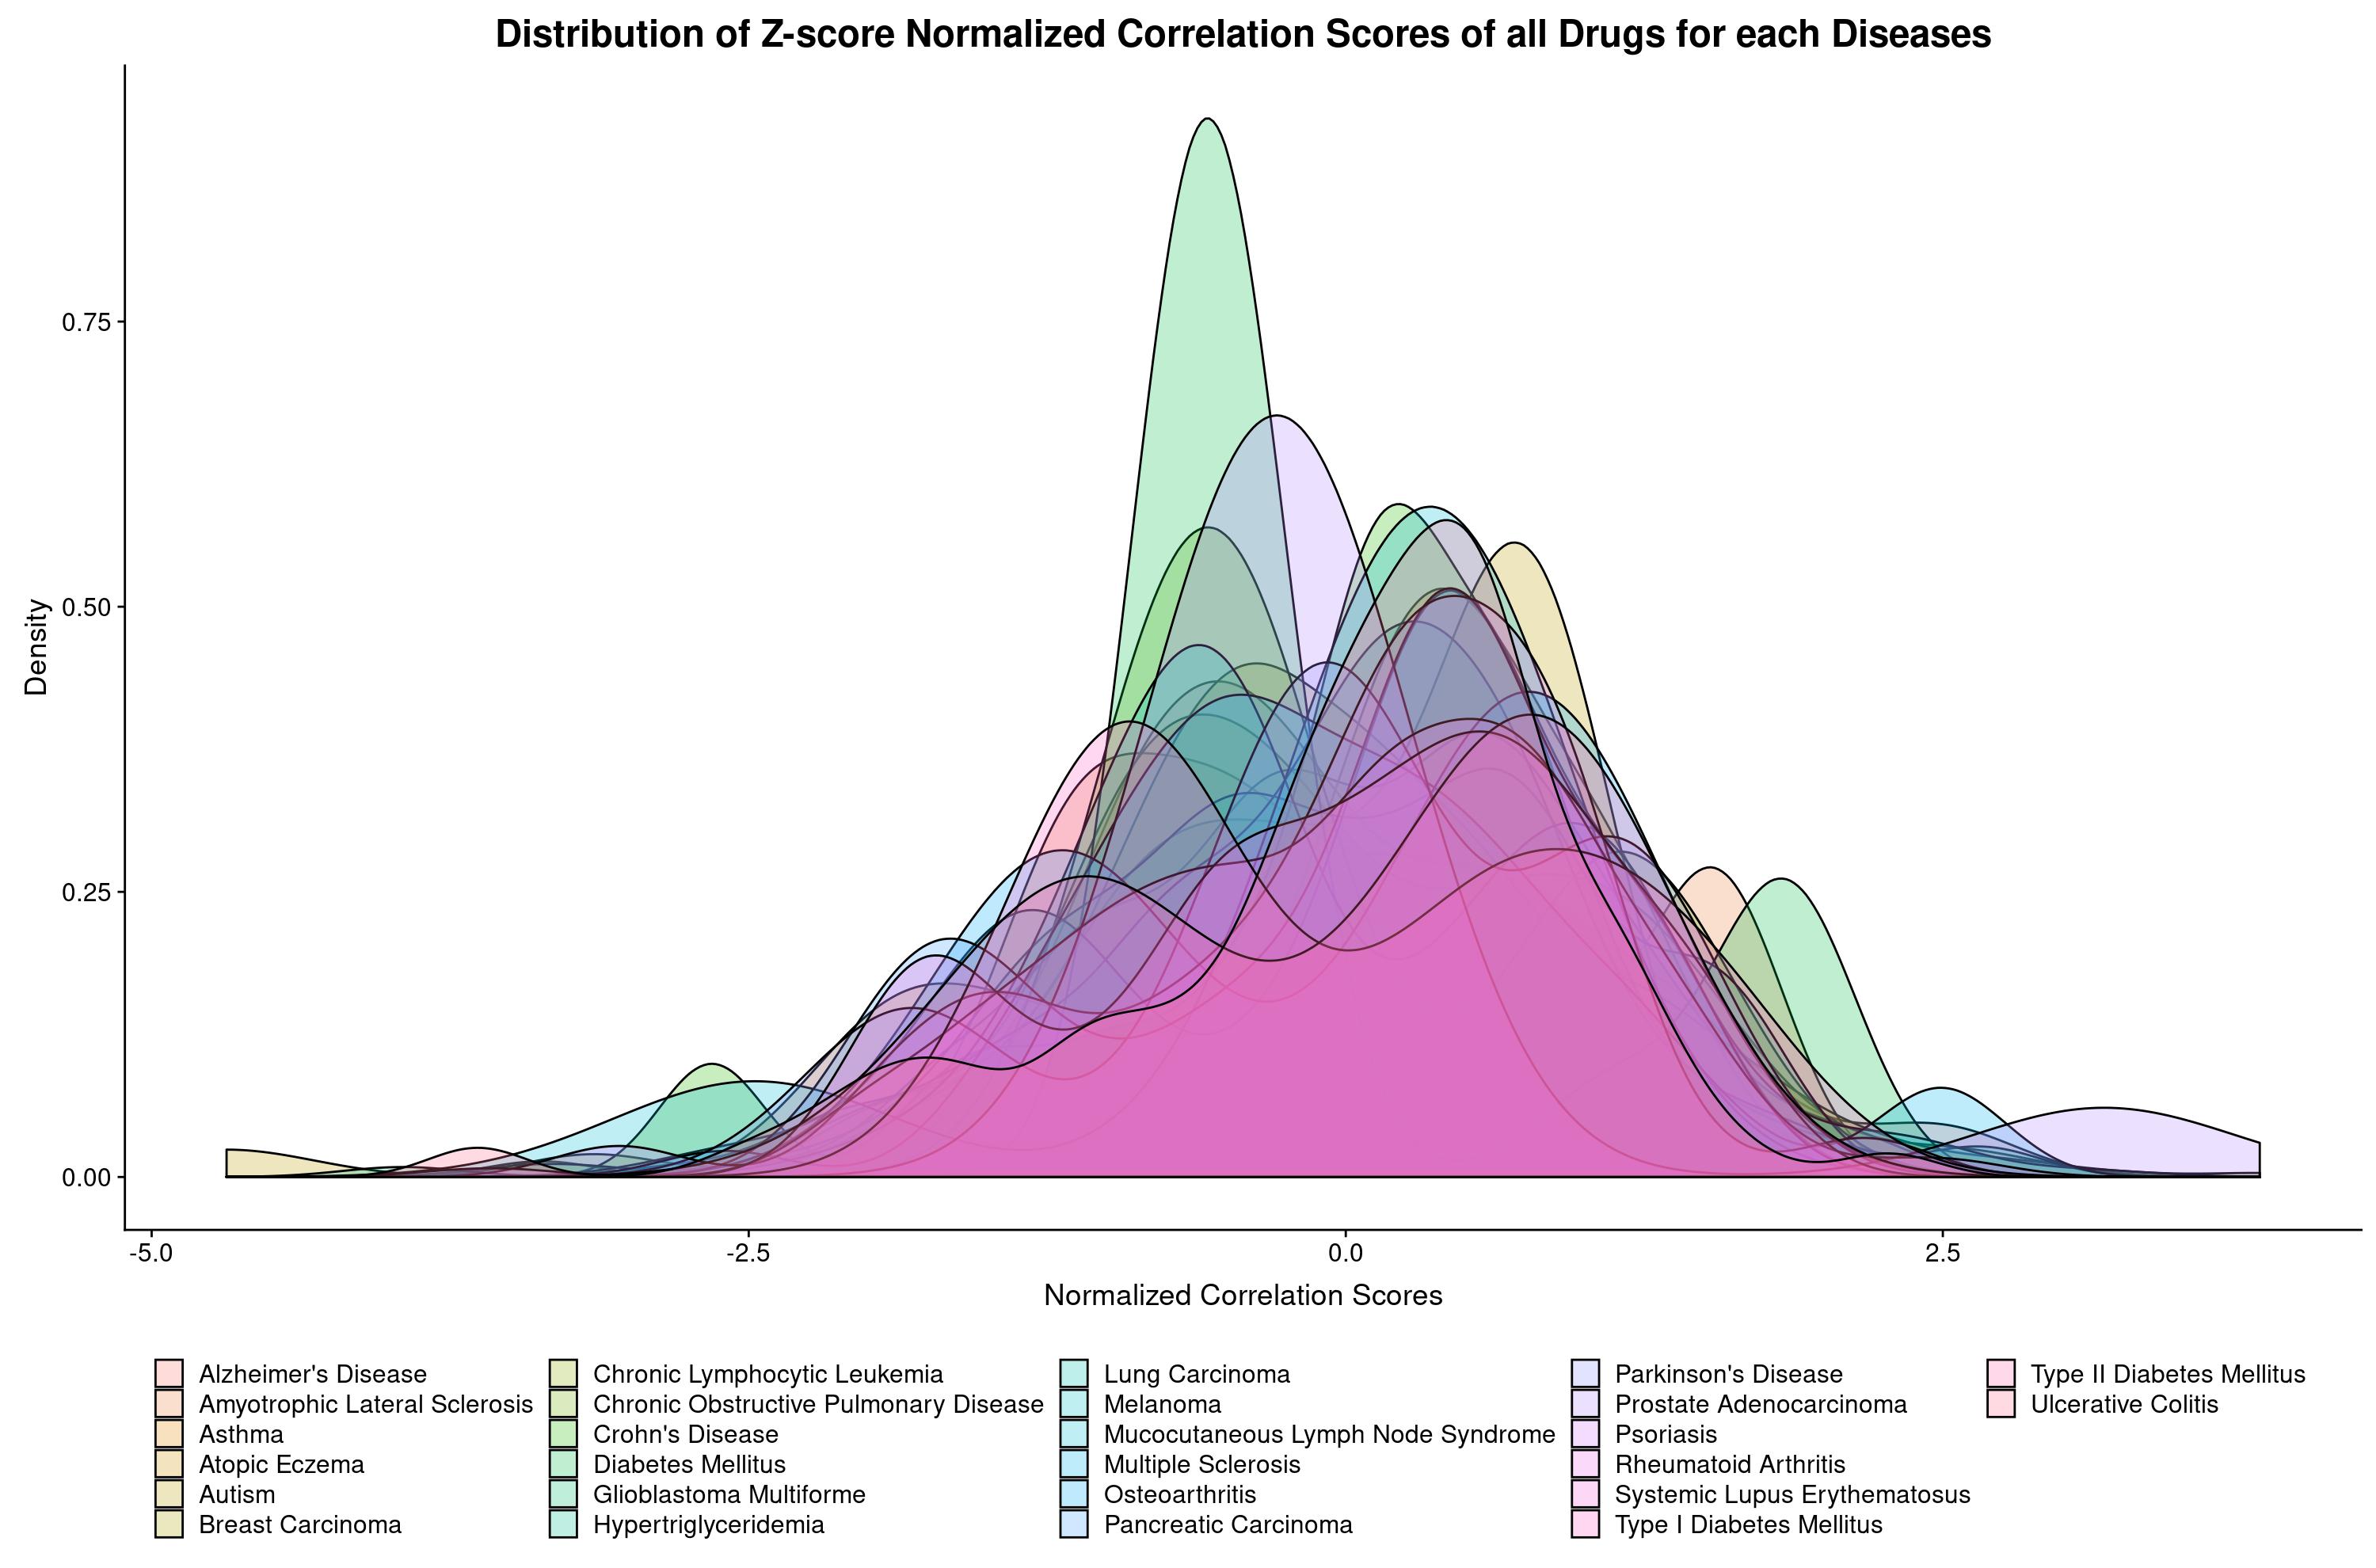 Distribution of Z-score Normalized Correlation Scores of all Drugs for each Diseases
0.75
0.50
0.25
0.00
Density
-5.0
-2.5
0.0
2.5
Normalized Correlation Scores
Alzheimer's Disease
Amyotrophic Lateral Sclerosis
Asthma
Atopic Eczema
Autism
Breast Carcinoma
Chronic Lymphocytic Leukemia
Chronic Obstructive Pulmonary Disease
Crohn's Disease
Diabetes Mellitus
Glioblastoma Multiforme
Hypertriglyceridemia
Lung Carcinoma
Melanoma
Mucocutaneous Lymph Node Syndrome
Multiple Sclerosis
Osteoarthritis
Pancreatic Carcinoma
Parkinson's Disease
Prostate Adenocarcinoma
Psoriasis
Rheumatoid Arthritis
Systemic Lupus Erythematosus
Type I Diabetes Mellitus
Type II Diabetes Mellitus
Ulcerative Colitis